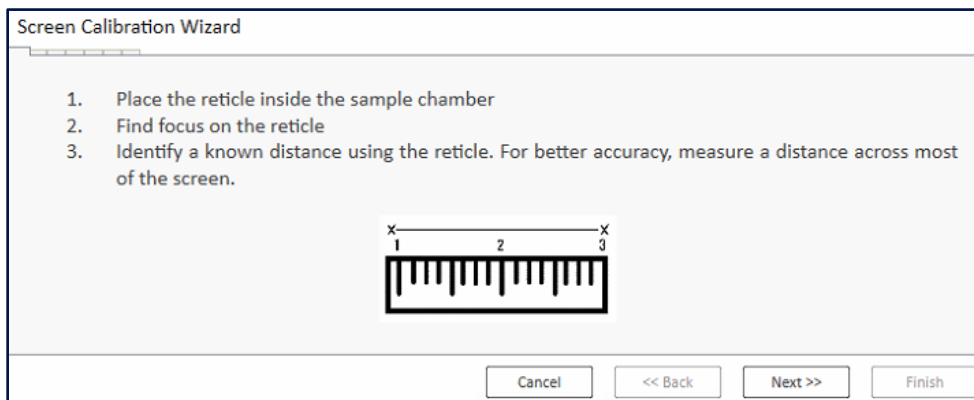 Screen Calibration Wizard
1. Place the reticle inside the sample chamber
2. Find focus on the reticle
3. Identify a known distance using the reticle. For better accuracy, measure a distance across most
of the screen.
X X
1 2 3
Cancel << Back Next >> Finish